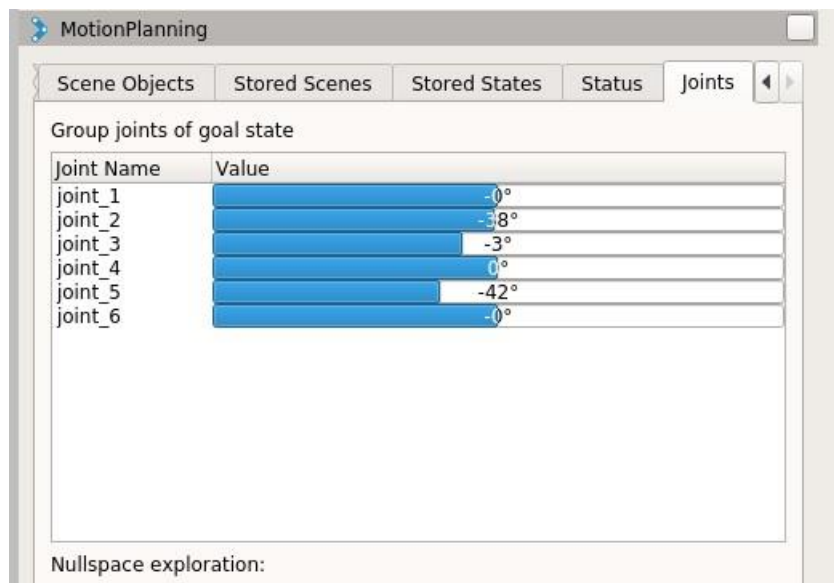 MotionPlanning
Scene Objects Stored Scenes Stored States Status Joints
Group joints of goal state
Joint Name Value
joint_1 -0°
joint_2 -38°
joint_3 -3°
joint_4 0°
joint_5 -42°
joint_6 -0°
Nullspace exploration: